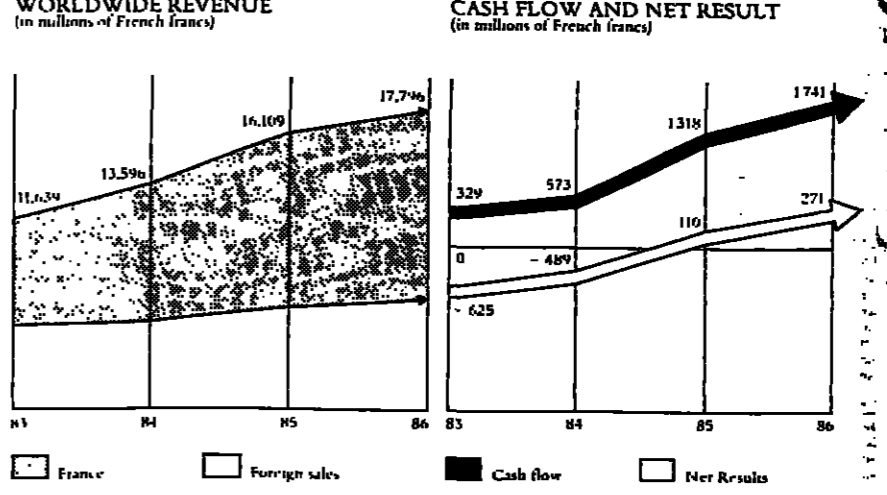 WORLDWIDE REVENUE
(in millions of French francs)
17,796
16,109
13,596
11,639
83
84
85
86
France
Foreign sales
CASH FLOW AND NET RESULT
(in millions of French francs)
1741
1318
573
329
271
110
0
- 489
- 625
83
84
85
86
Cash flow
Net Results